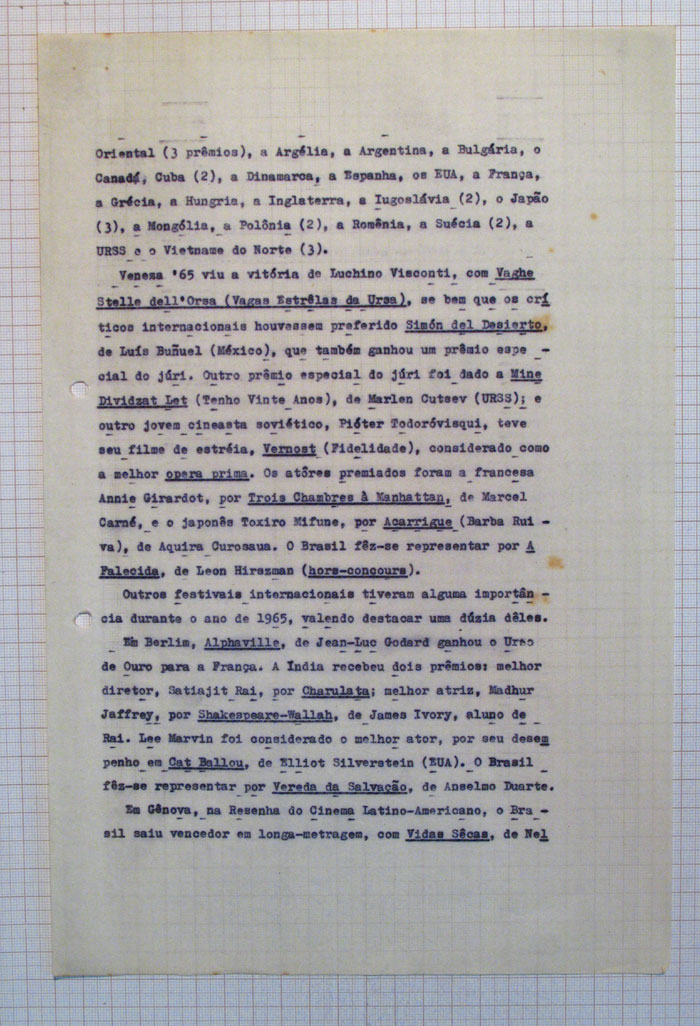 Oriental (3 prêmios), a Argélia, a Argentina, a Bulgária, o
Canadá, Cuba (2), a Dinamarca, a Espanha, os EUA, a França,
a Grécia, a Hungria, a Inglaterra, a Iugoslávia (2), o Japão
(3), a Mongólia, a Polônia (2), a Romênia, a Suécia (2), a
URSS e o Vietname do Norte (3).
Veneza '65 viu a vitória de Luchino Visconti, com Vaghe
Stelle dell'Orsa (Vagas Estrêlas da Ursa), se bem que os crí
ticos internacionais houvessem preferido Simón del Desierto,
de Luís Buñuel (México), que também ganhou um prêmio espe -
cial do júri. Outro prêmio especial do júri foi dado a Mine
Dividzat Let (Tenho Vinte Anos), de Marlen Cutsev (URSS); e
outro jovem cineasta soviético, Pióter Todoróvisqui, teve
seu filme de estréia, Vernost (Fidelidade), considerado como
a melhor opera prima. Os atôres premiados foram a francesa
Annie Girardot, por Trois Chambres à Manhattan, de Marcel
Carné, e o japonês Toxiro Mifune, por Acarrigue (Barba Rui -
va), de Aquira Curosaua. O Brasil fêz-se representar por A
Falecida, de Leon Hirszman (hors-concours).
Outros festivais internacionais tiveram alguma importân -
cia durante o ano de 1965, valendo destacar uma dúzia dêles.
Em Berlim, Alphaville, de Jean-Luc Godard ganhou o Urso
de Ouro para a França. A Índia recebeu dois prêmios: melhor
diretor, Satiajit Rai, por Charulata; melhor atriz, Madhur
Jaffrey, por Shakespeare-Wallah, de James Ivory, aluno de
Rai. Lee Marvin foi considerado o melhor ator, por seu desem
penho em Cat Ballou, de Elliot Silverstein (EUA). O Brasil
fêz-se representar por Vereda da Salvação, de Anselmo Duarte.
Em Gênova, na Resenha do Cinema Latino-Americano, o Bra -
sil saiu vencedor em longa-metragem, com Vidas Sêcas, de Nel